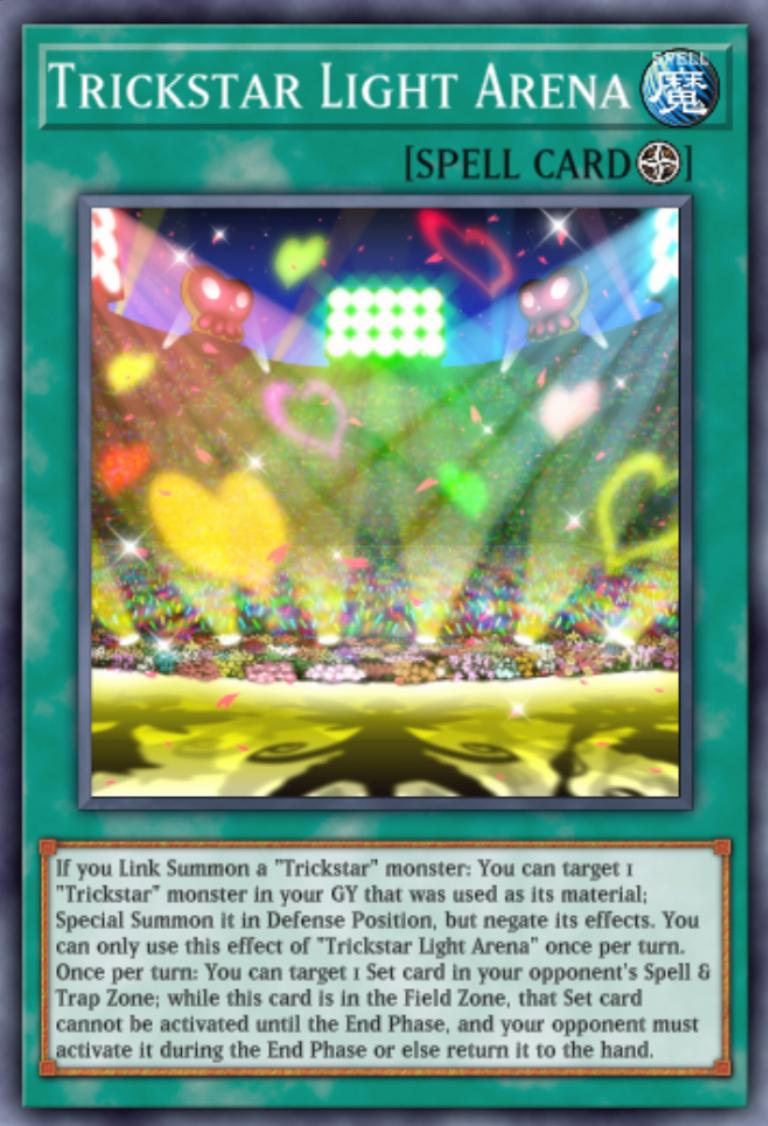 TRICKSTAR LIGHT ARENA
SPELL
魔
[SPELL CARD]
If you Link Summon a "Trickstar" monster: You can target 1
"Trickstar" monster in your GY that was used as its material;
Special Summon it in Defense Position, but negate its effects. You
can only use this effect of "Trickstar Light Arena" once per turn.
Once per turn: You can target 1 Set card in your opponent's Spell &
Trap Zone; while this card is in the Field Zone, that Set card
cannot be activated until the End Phase, and your opponent must
activate it during the End Phase or else return it to the hand.